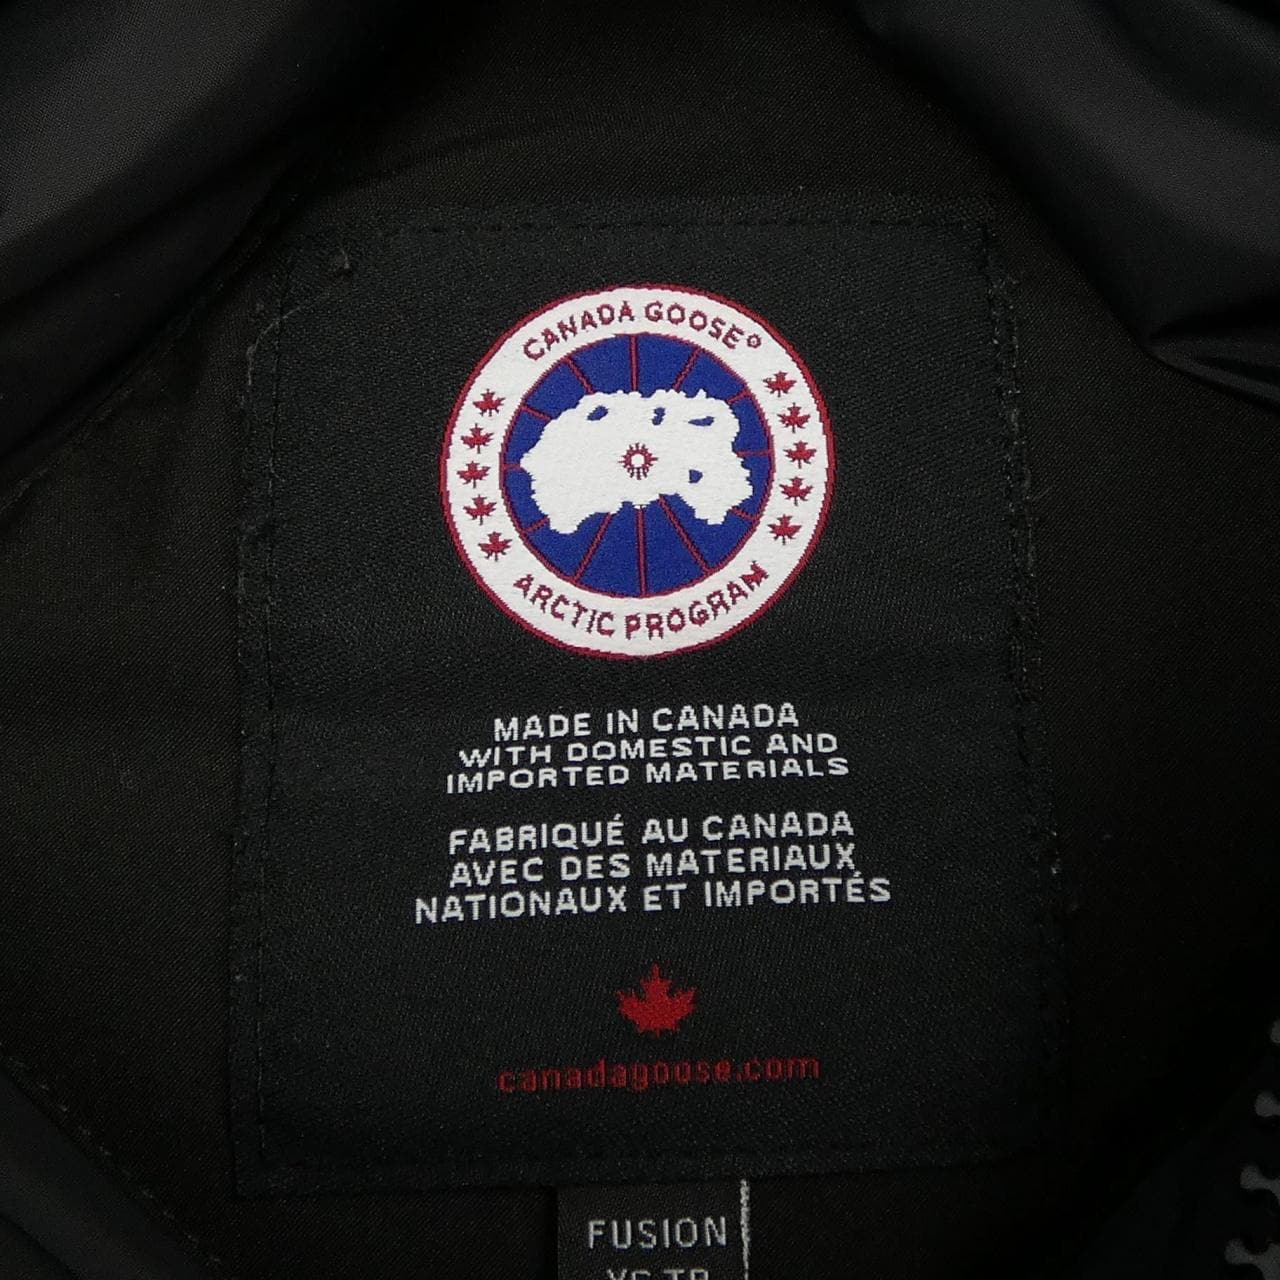 CANADA GOOSE®
ARCTIC PROGRAM
MADE IN CANADA
WITH DOMESTIC AND
IMPORTED MATERIALS
FABRIQUÉ AU CANADA
AVEC DES MATERIAUX
NATIONAUX ET IMPORTÉS
canadagoose.com
FUSION